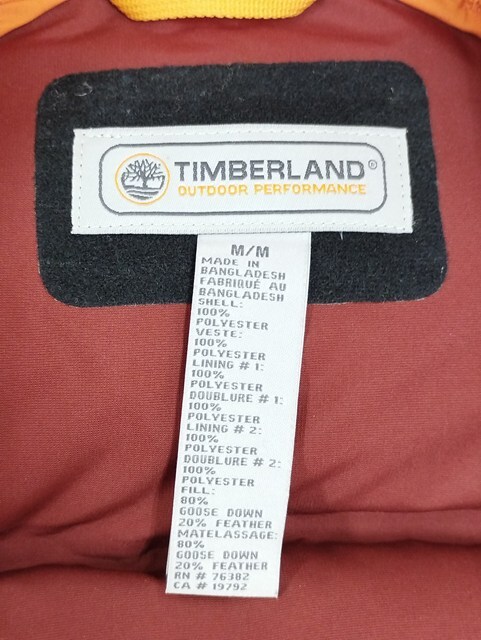 TIMBERLAND®
OUTDOOR PERFORMANCE
M/M
MADE IN
BANGLADESH
FABRIQUÉ AU
BANGLADESH
SHELL:
100%
POLYESTER
VESTE:
100%
POLYESTER
LINING # 1:
100%
POLYESTER
DOUBLURE # 1:
100%
POLYESTER
LINING # 2:
100%
POLYESTER
DOUBLURE # 2:
100%
POLYESTER
FILL:
80%
GOOSE DOWN
20% FEATHER
MATELASSAGE:
80%
GOOSE DOWN
20% FEATHER
RN # 76382
CA # 19792